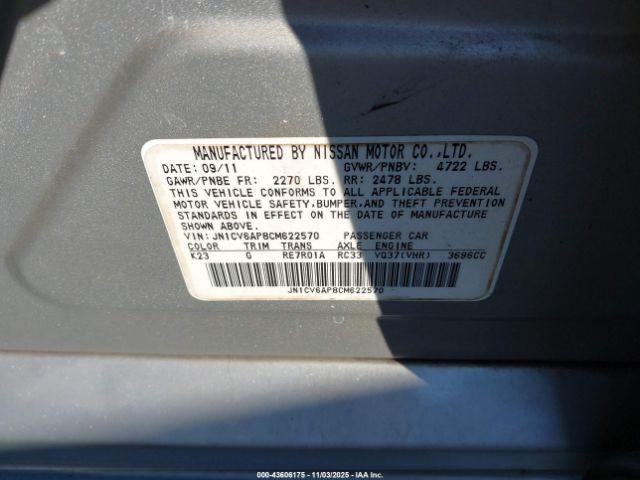 MANUFACTURED BY NISSAN MOTOR CO.,LTD.
DATE: 09/11 GVWR/PNBV: 4722 LBS.
GAWR/PNBE FR: 2270 LBS. RR: 2478 LBS.
THIS VEHICLE CONFORMS TO ALL APPLICABLE FEDERAL
MOTOR VEHICLE SAFETY,BUMPER,AND THEFT PREVENTION
STANDARDS IN EFFECT ON THE DATE OF MANUFACTURE
SHOWN ABOVE.
VIN: JN1CV6AP8CM622570 PASSENGER CAR
COLOR TRIM TRANS AXLE ENGINE
K23 G RE7R01A RC33 VQ37(VHR) 3696CC
JN1CV6AP8CM622570
000-43606175 - 11/03/2025 - IAAI Inc.